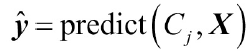 ŷ = predict(C_j, X)